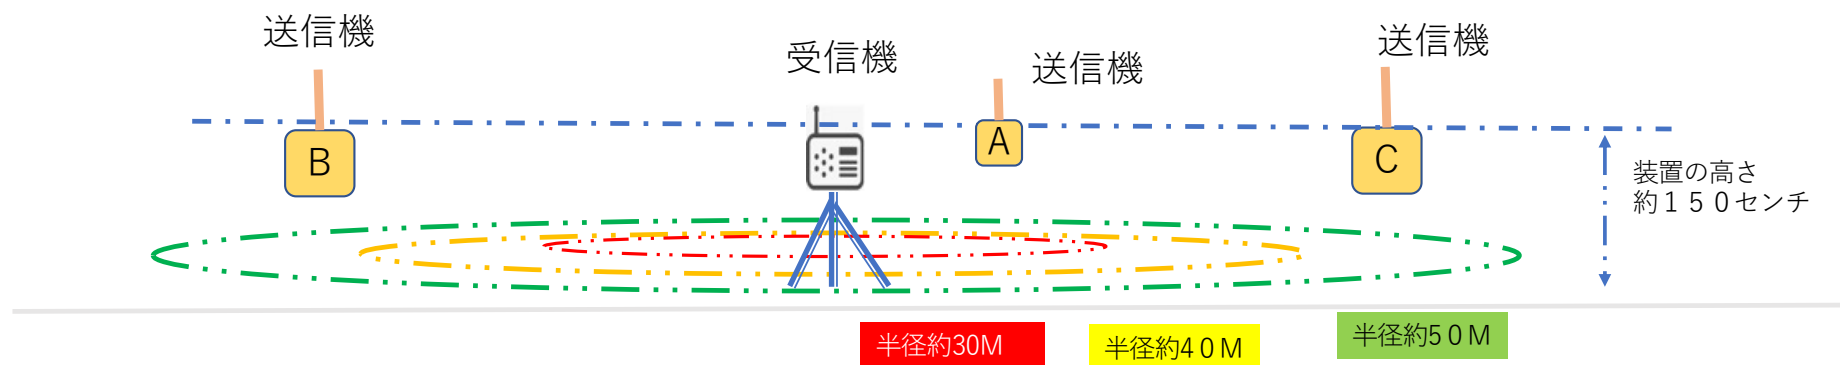 送信機
受信機
送信機
送信機
B
A
C
装置の高さ
約１５０センチ
半径約30M
半径約４０M
半径約5０M